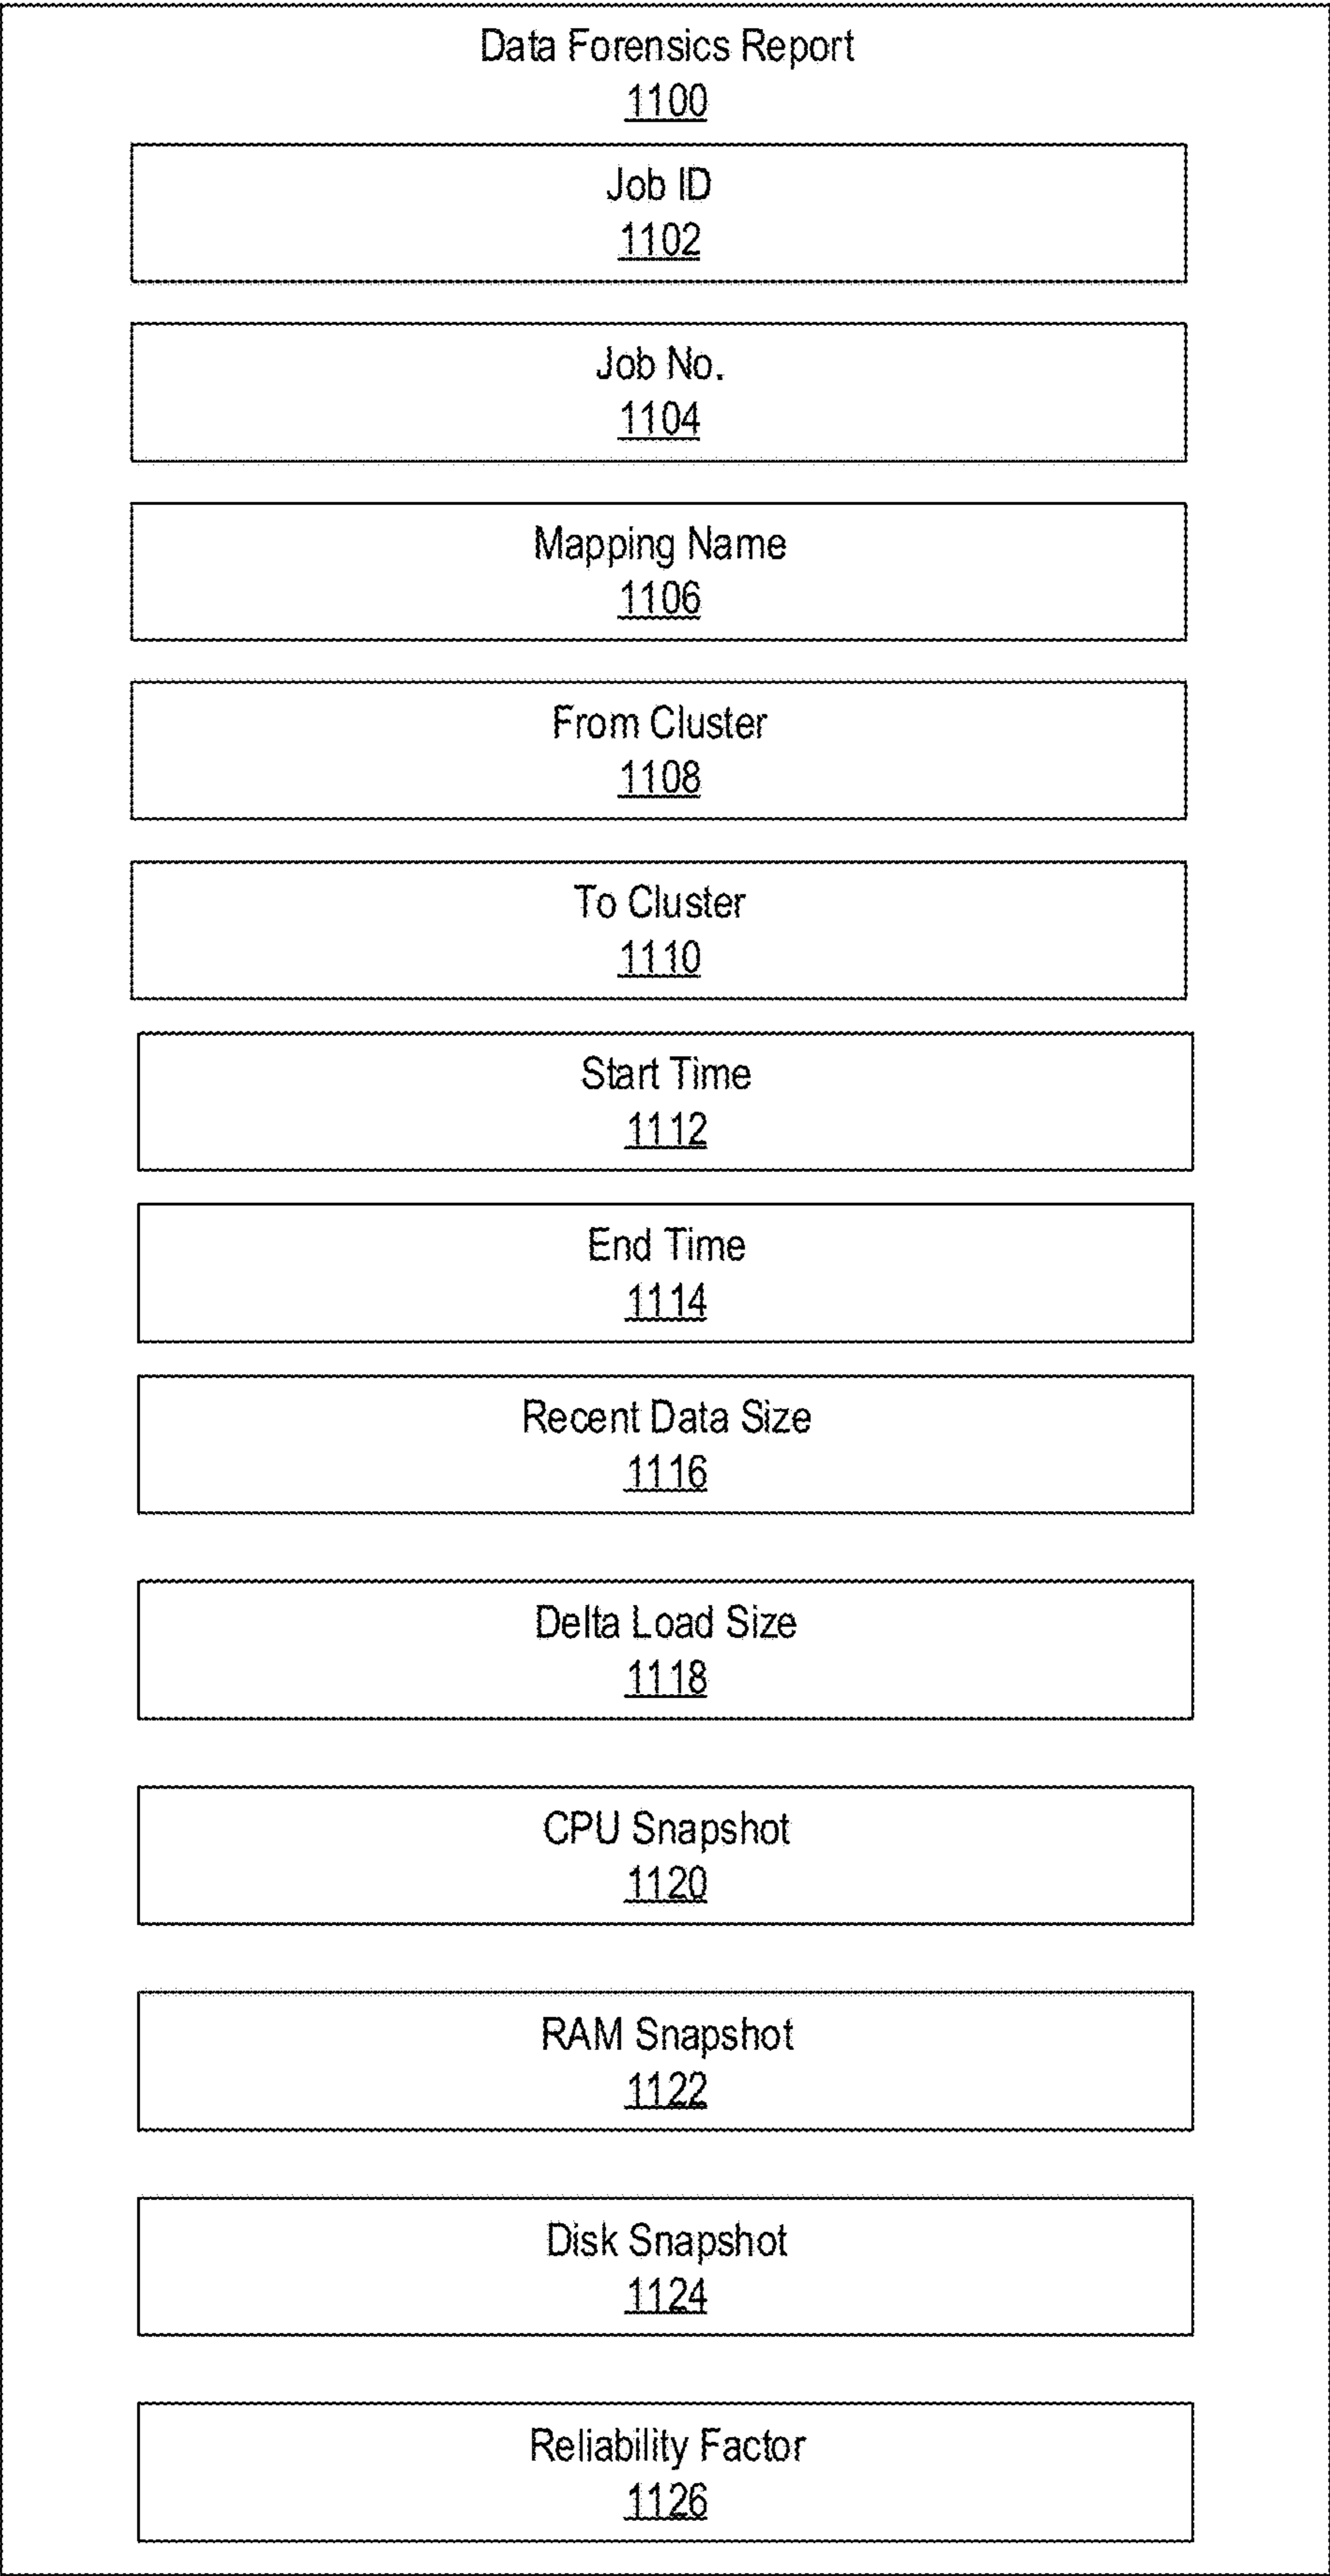 Data Forensics Report
1100
Job ID
1102
Job No.
1104
Mapping Name
1106
From Cluster
1108
To Cluster
1110
Start Time
1112
End Time
1114
Recent Data Size
1116
Delta Load Size
1118
CPU Snapshot
1120
RAM Snapshot
1122
Disk Snapshot
1124
Reliability Factor
1126